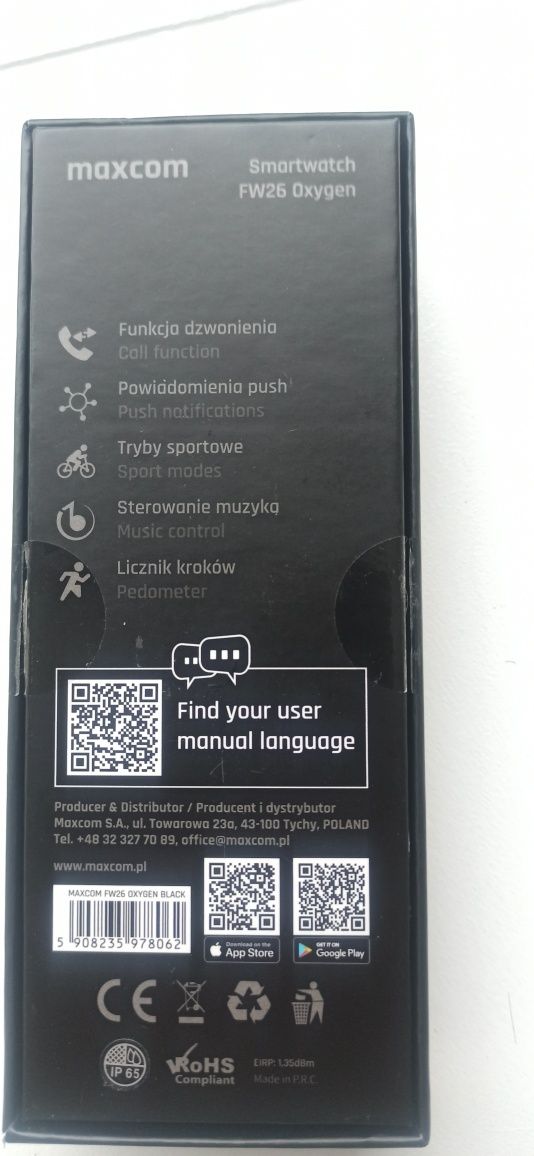 maxcom
Smartwatch
FW26 Oxygen
Funkcja dzwonienia
Call function
Powiadomienia push
Push notifications
Tryby sportowe
Sport modes
Sterowanie muzyką
Music control
Licznik kroków
Pedometer
Find your user
manual language
Producer & Distributor / Producent i dystrybutor
Maxcom S.A., ul. Towarowa 23a, 43-100 Tychy, POLAND
Tel. +48 32 327 70 89, office@maxcom.pl
www.maxcom.pl
MAXCOM FW26 OXYGEN BLACK
5 908235 978062
Download on the
App Store
GET IT ON
Google Play
CE
IP 65
RoHS
Compliant
EIRP: 1,35dBm
Made in P.R.C.